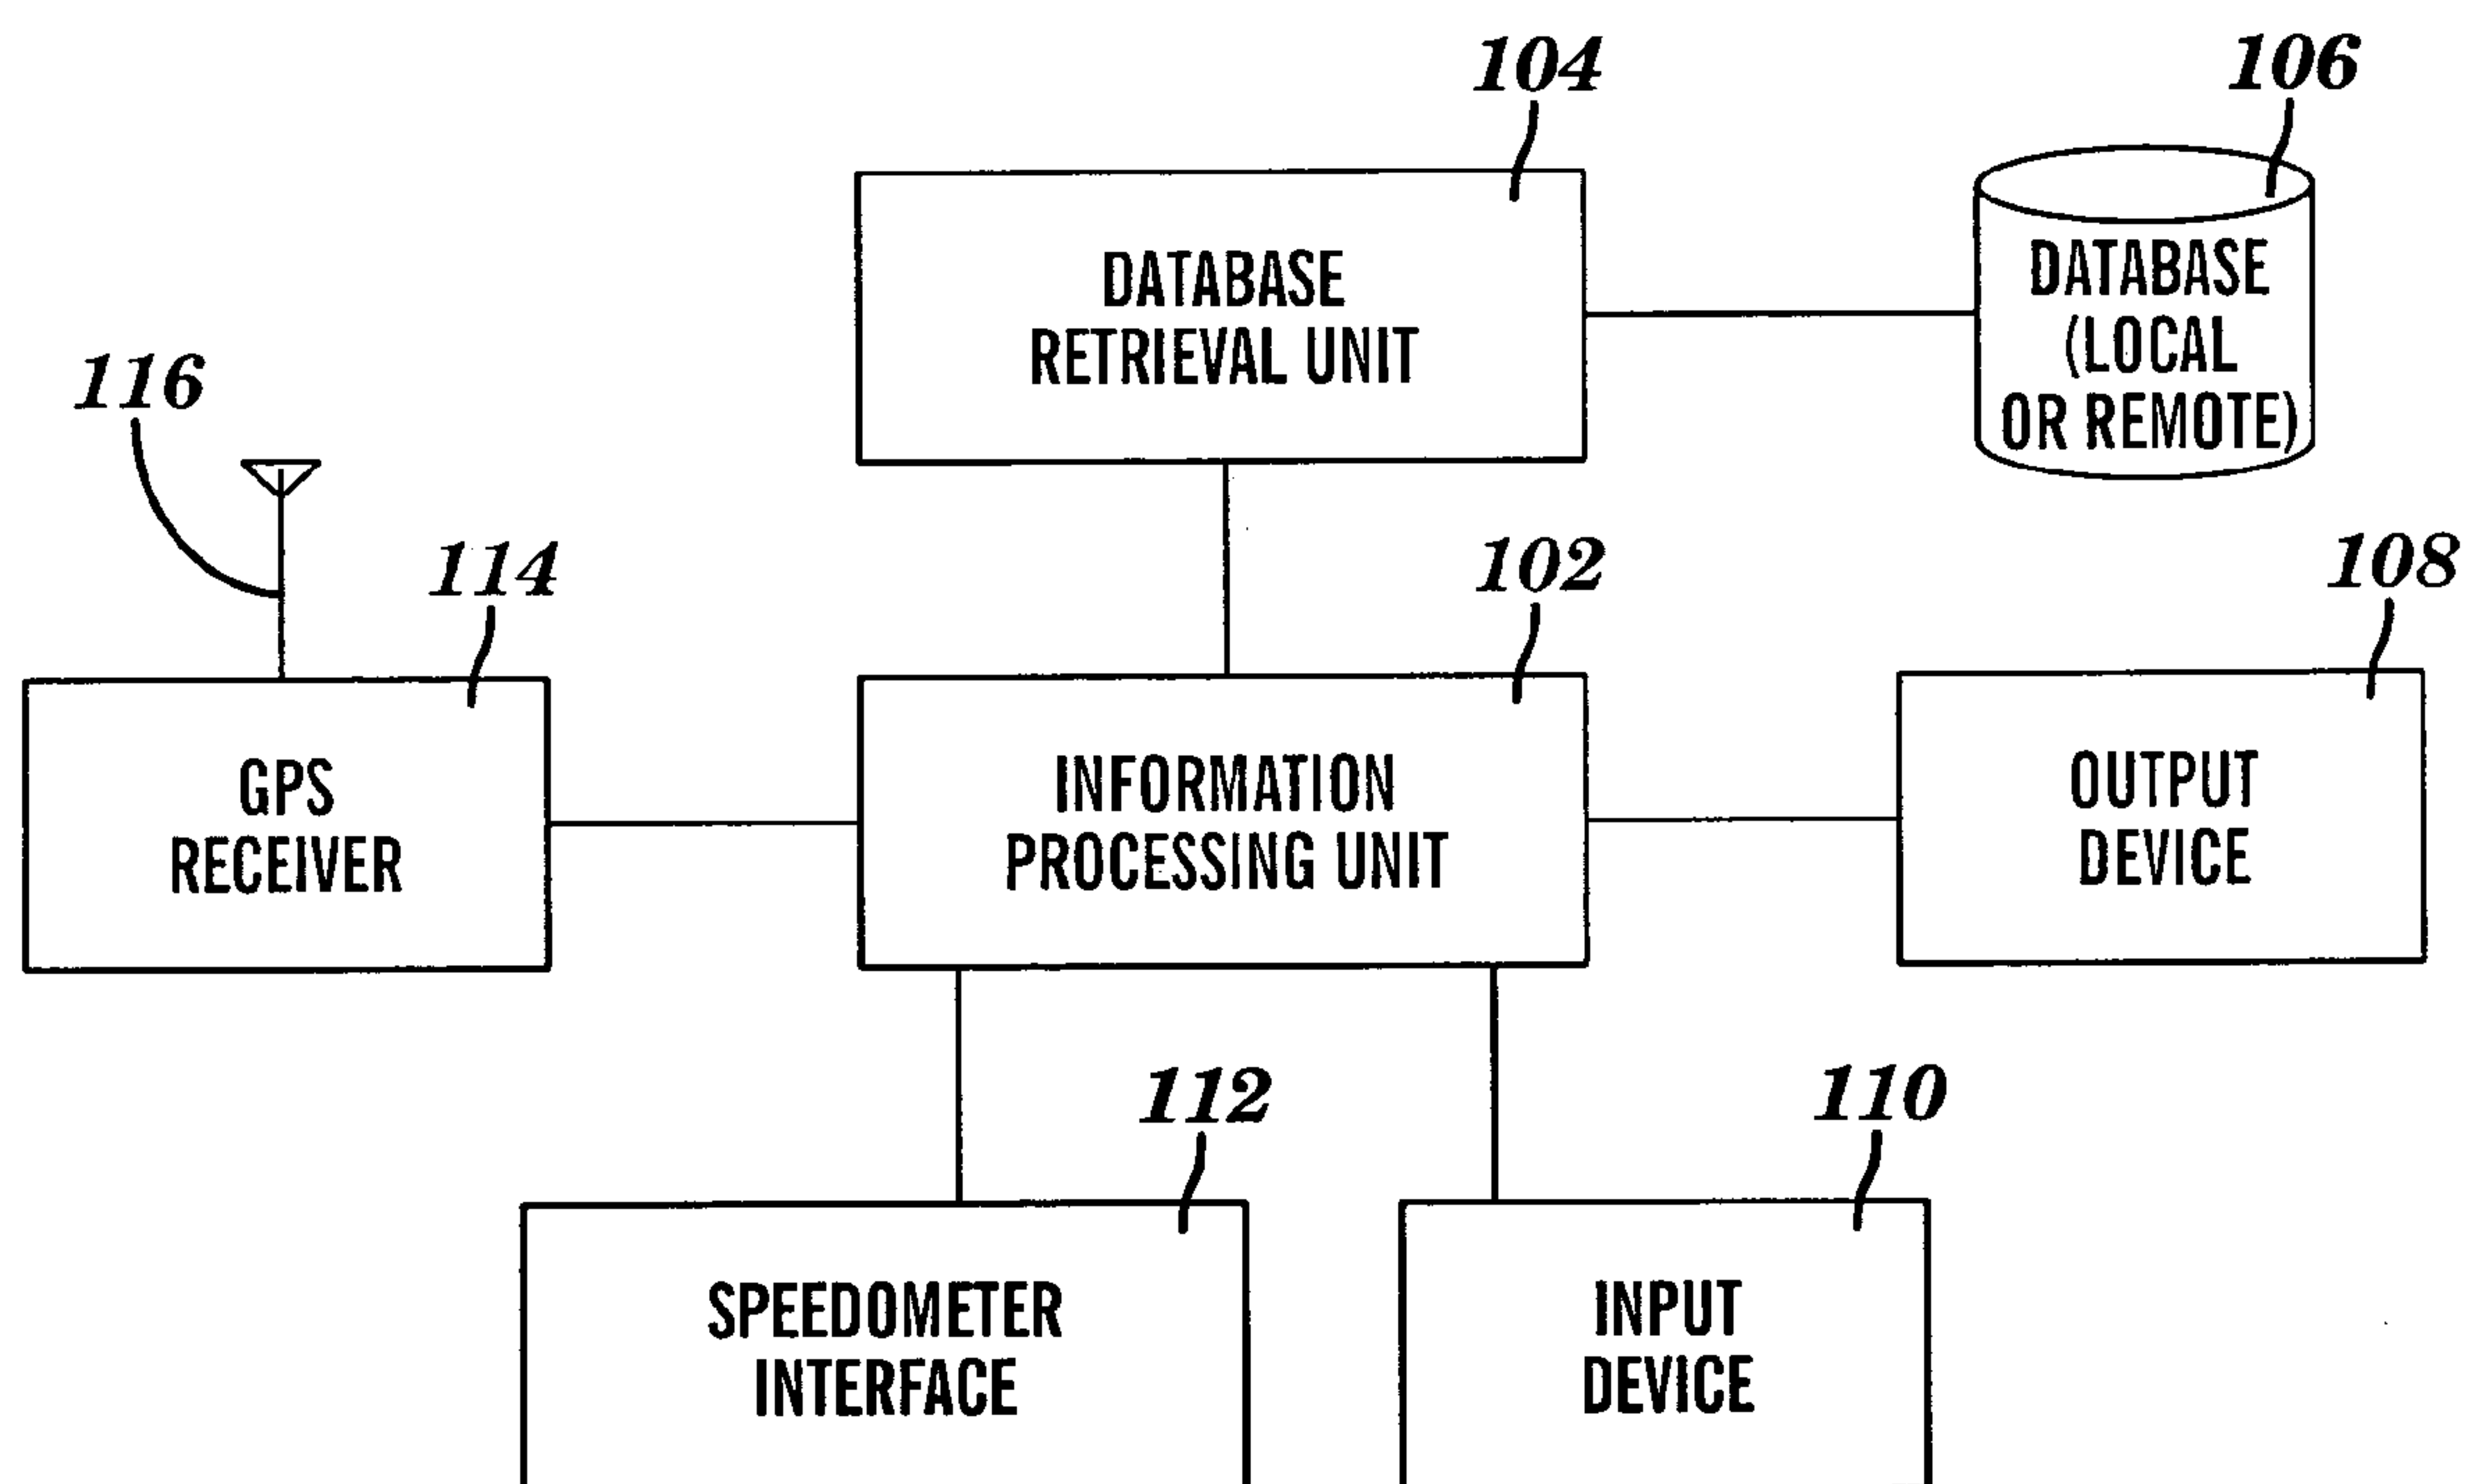 104
106
DATABASE
RETRIEVAL UNIT
DATABASE
(LOCAL
OR REMOTE)
116
114
102
108
GPS
RECEIVER
INFORMATION
PROCESSING UNIT
OUTPUT
DEVICE
112
110
SPEEDOMETER
INTERFACE
INPUT
DEVICE